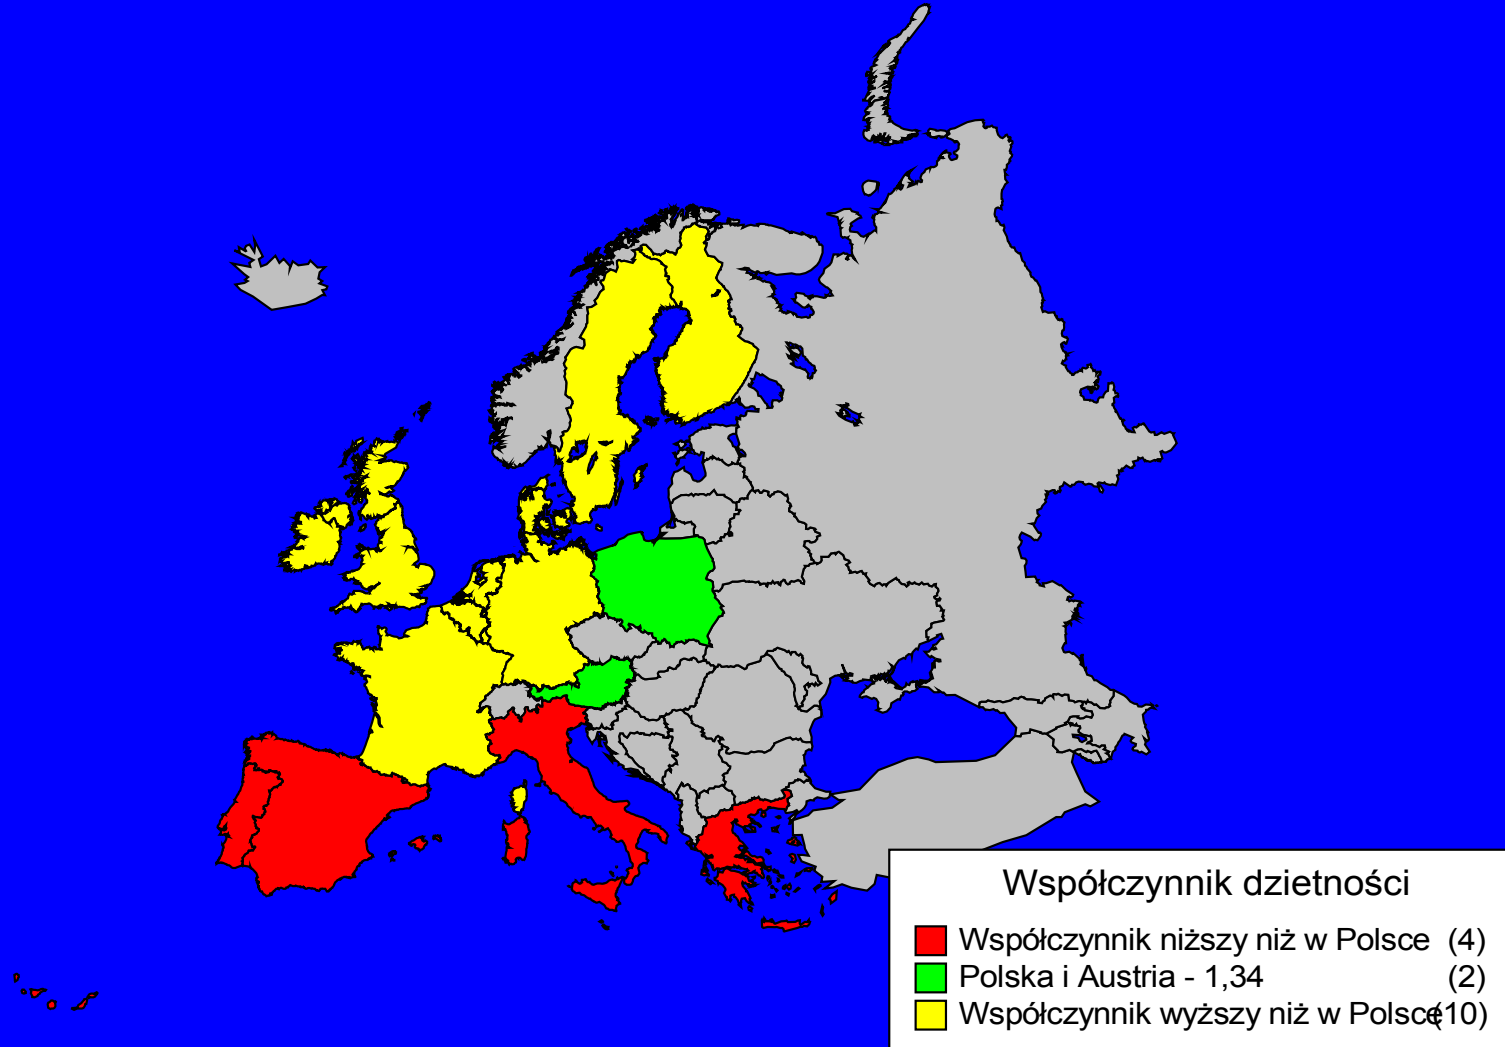 Współczynnik dzietności
Współczynnik niższy niż w Polsce (4)
Polska i Austria - 1,34 (2)
Współczynnik wyższy niż w Polsce (10)